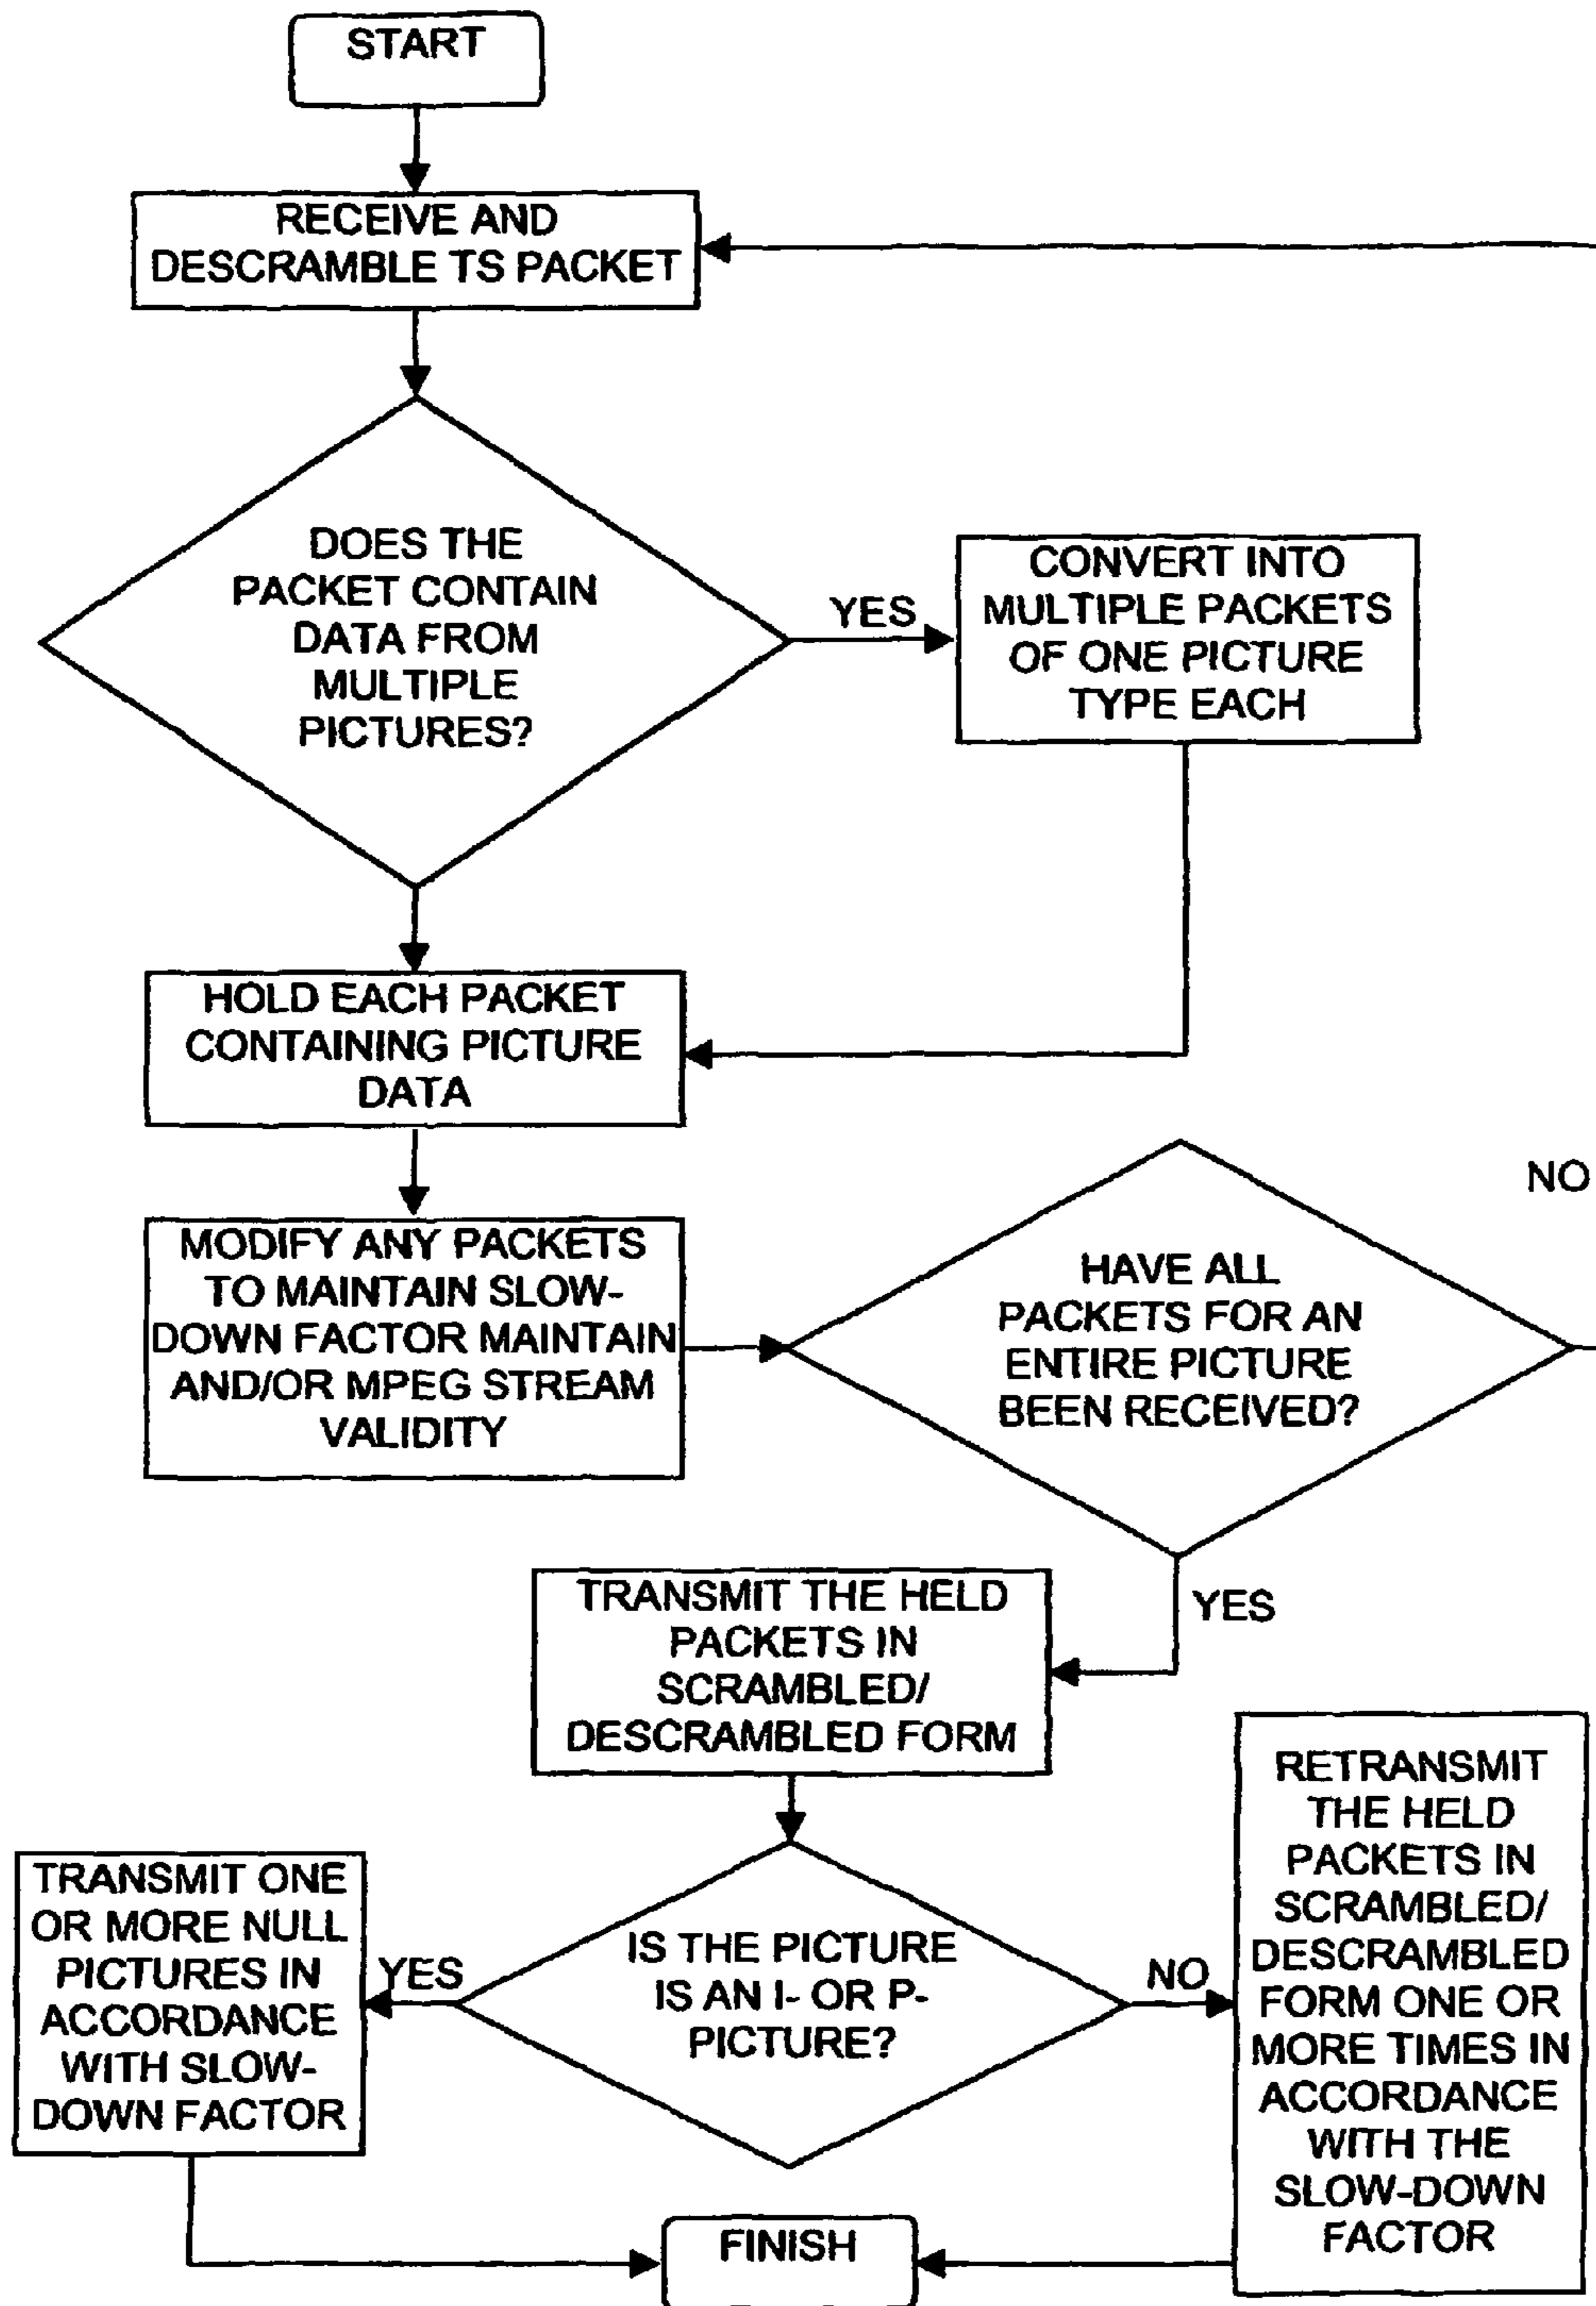 START
RECEIVE AND
DESCRAMBLE TS PACKET
DOES THE
PACKET CONTAIN
DATA FROM
MULTIPLE
PICTURES?
YES
CONVERT INTO
MULTIPLE PACKETS
OF ONE PICTURE
TYPE EACH
HOLD EACH PACKET
CONTAINING PICTURE
DATA
MODIFY ANY PACKETS
TO MAINTAIN SLOW-
DOWN FACTOR MAINTAIN
AND/OR MPEG STREAM
VALIDITY
HAVE ALL
PACKETS FOR AN
ENTIRE PICTURE
BEEN RECEIVED?
NO
YES
TRANSMIT THE HELD
PACKETS IN
SCRAMBLED/
DESCRAMBLED FORM
IS THE PICTURE
IS AN I- OR P-
PICTURE?
YES
TRANSMIT ONE
OR MORE NULL
PICTURES IN
ACCORDANCE
WITH SLOW-
DOWN FACTOR
NO
RETRANSMIT
THE HELD
PACKETS IN
SCRAMBLED/
DESCRAMBLED
FORM ONE OR
MORE TIMES IN
ACCORDANCE
WITH THE
SLOW-DOWN
FACTOR
FINISH